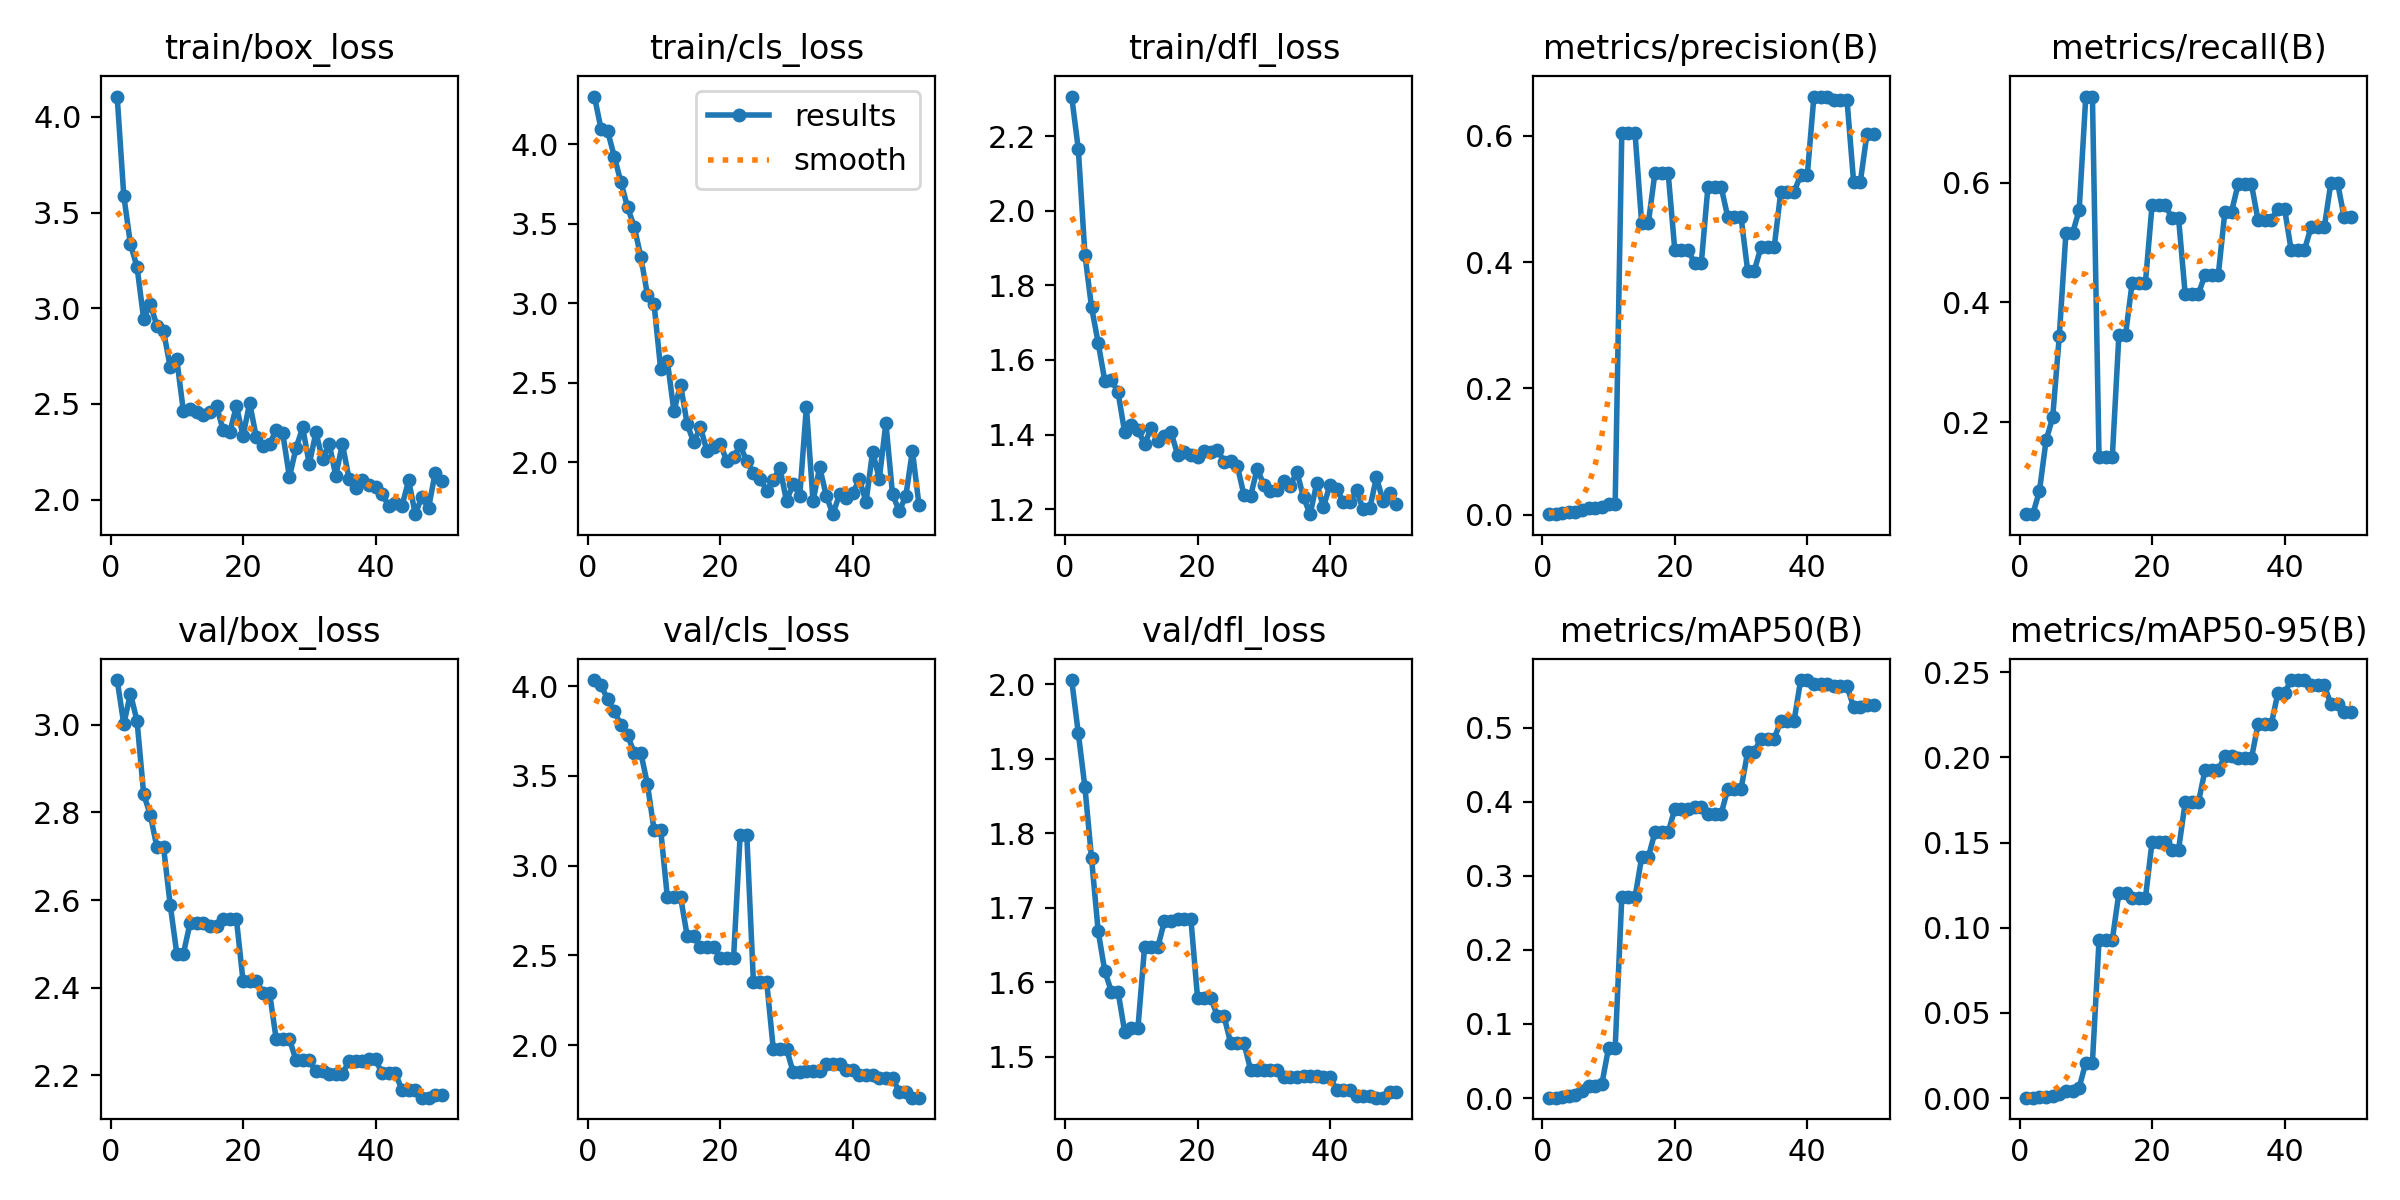 train/box_loss
4.0
3.5
3.0
2.5
2.0
0 20 40
train/cls_loss
results
smooth
4.0
3.5
3.0
2.5
2.0
0 20 40
train/dfl_loss
2.2
2.0
1.8
1.6
1.4
1.2
0 20 40
metrics/precision(B)
0.6
0.4
0.2
0.0
0 20 40
metrics/recall(B)
0.6
0.4
0.2
0 20 40
val/box_loss
3.0
2.8
2.6
2.4
2.2
0 20 40
val/cls_loss
4.0
3.5
3.0
2.5
2.0
0 20 40
val/dfl_loss
2.0
1.9
1.8
1.7
1.6
1.5
0 20 40
metrics/mAP50(B)
0.5
0.4
0.3
0.2
0.1
0.0
0 20 40
metrics/mAP50-95(B)
0.25
0.20
0.15
0.10
0.05
0.00
0 20 40